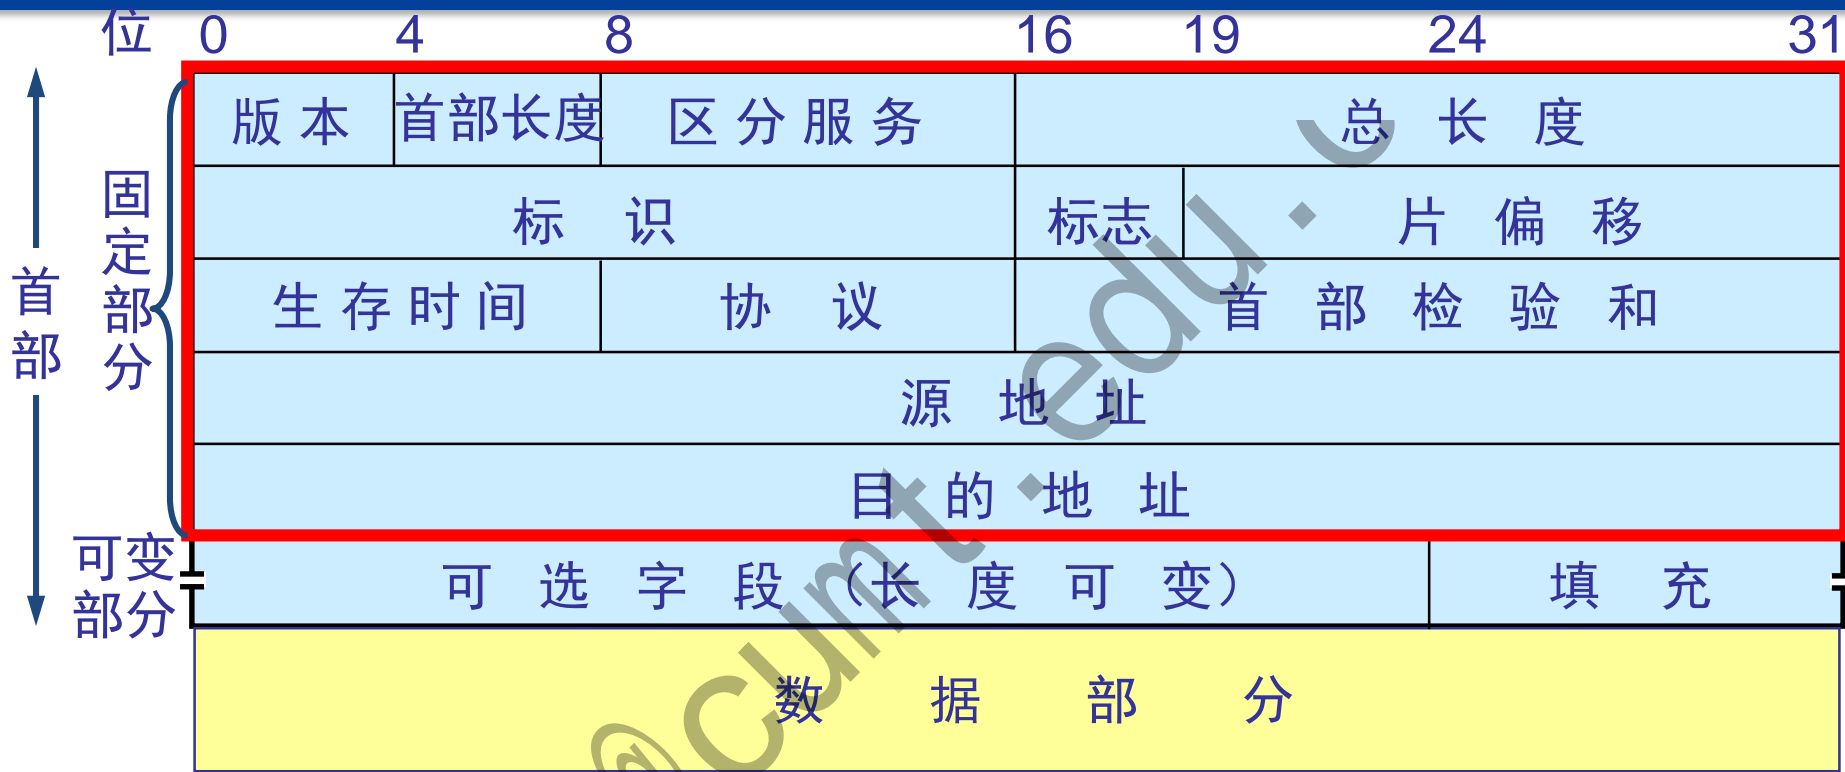 位 0 4 8 16 19 24 31
版本 首部长度 区分服务 总长度
标识 标志 片偏移
生存时间 协议 首部检验和
源地址
目的地址
可选字段（长度可变） 填充
数据部分
首部
固定部分
可变
部分
@cumt.edu.c